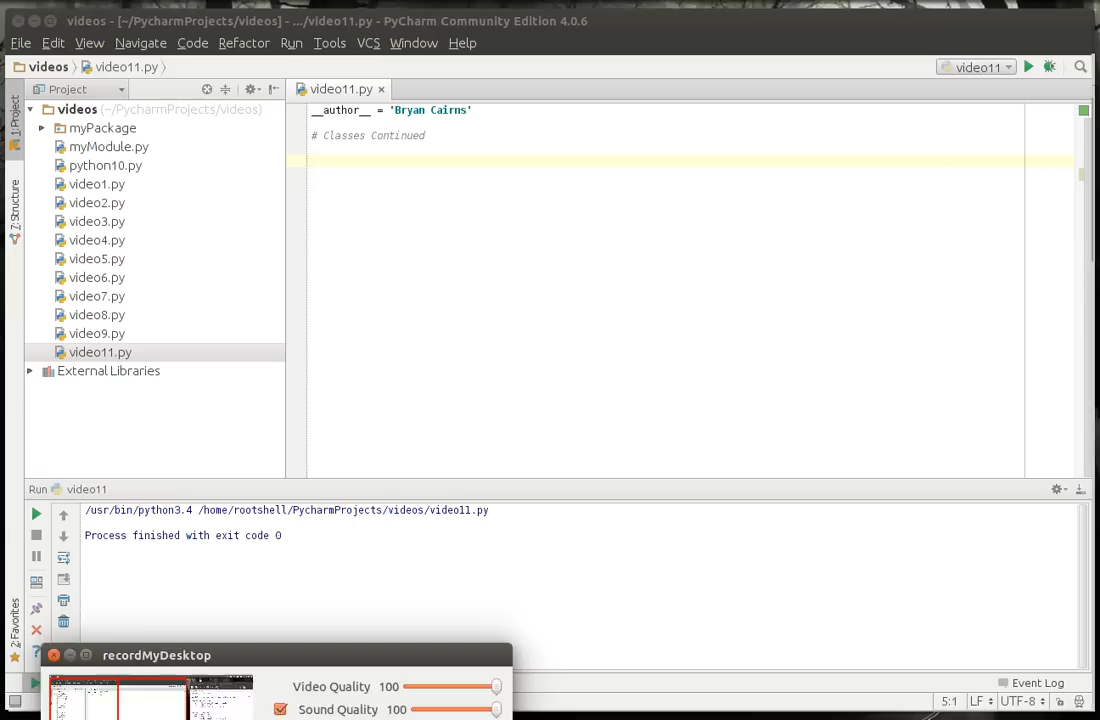 videos - [~/PycharmProjects/videos] - .../video11.py - PyCharm Community Edition 4.0.6
File Edit View Navigate Code Refactor Run Tools VCS Window Help
videos video11.py video11
Project video11.py
1: Project
7: Structure
2: Favorites
videos (~/PycharmProjects/videos)
myPackage
myModule.py
python10.py
video1.py
video2.py
video3.py
video4.py
video5.py
video6.py
video7.py
video8.py
video9.py
video11.py
External Libraries
__author__ = 'Bryan Cairns'
# Classes Continued
Run video11
/usr/bin/python3.4 /home/rootshell/PycharmProjects/videos/video11.py
Process finished with exit code 0
recordMyDesktop
Video Quality 100
Sound Quality 100
Event Log
5:1 LF UTF-8